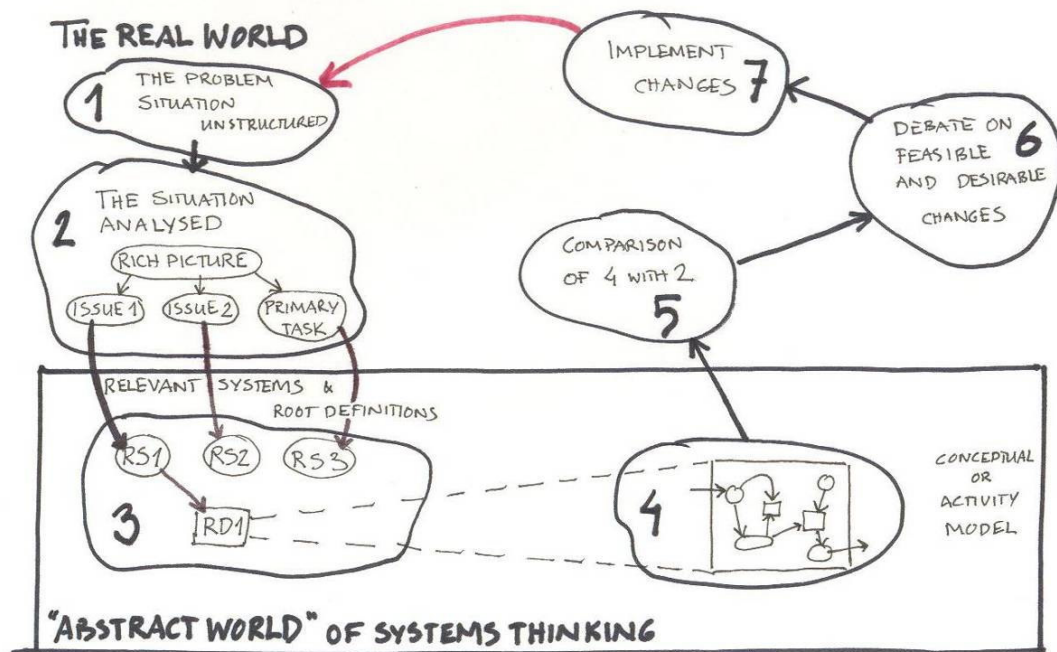 THE REAL WORLD
1
THE PROBLEM
SITUATION
UNSTRUCTURED
2
THE SITUATION
ANALYSED
RICH PICTURE
ISSUE 1
ISSUE 2
PRIMARY
TASK
RELEVANT SYSTEMS &
ROOT DEFINITIONS
3
RS1
RS2
RS3
RD1
4
CONCEPTUAL
OR
ACTIVITY
MODEL
COMPARISON
OF 4 WITH 2
5
DEBATE ON
FEASIBLE
AND DESIRABLE
CHANGES
6
IMPLEMENT
CHANGES
7
"ABSTRACT WORLD" OF SYSTEMS THINKING